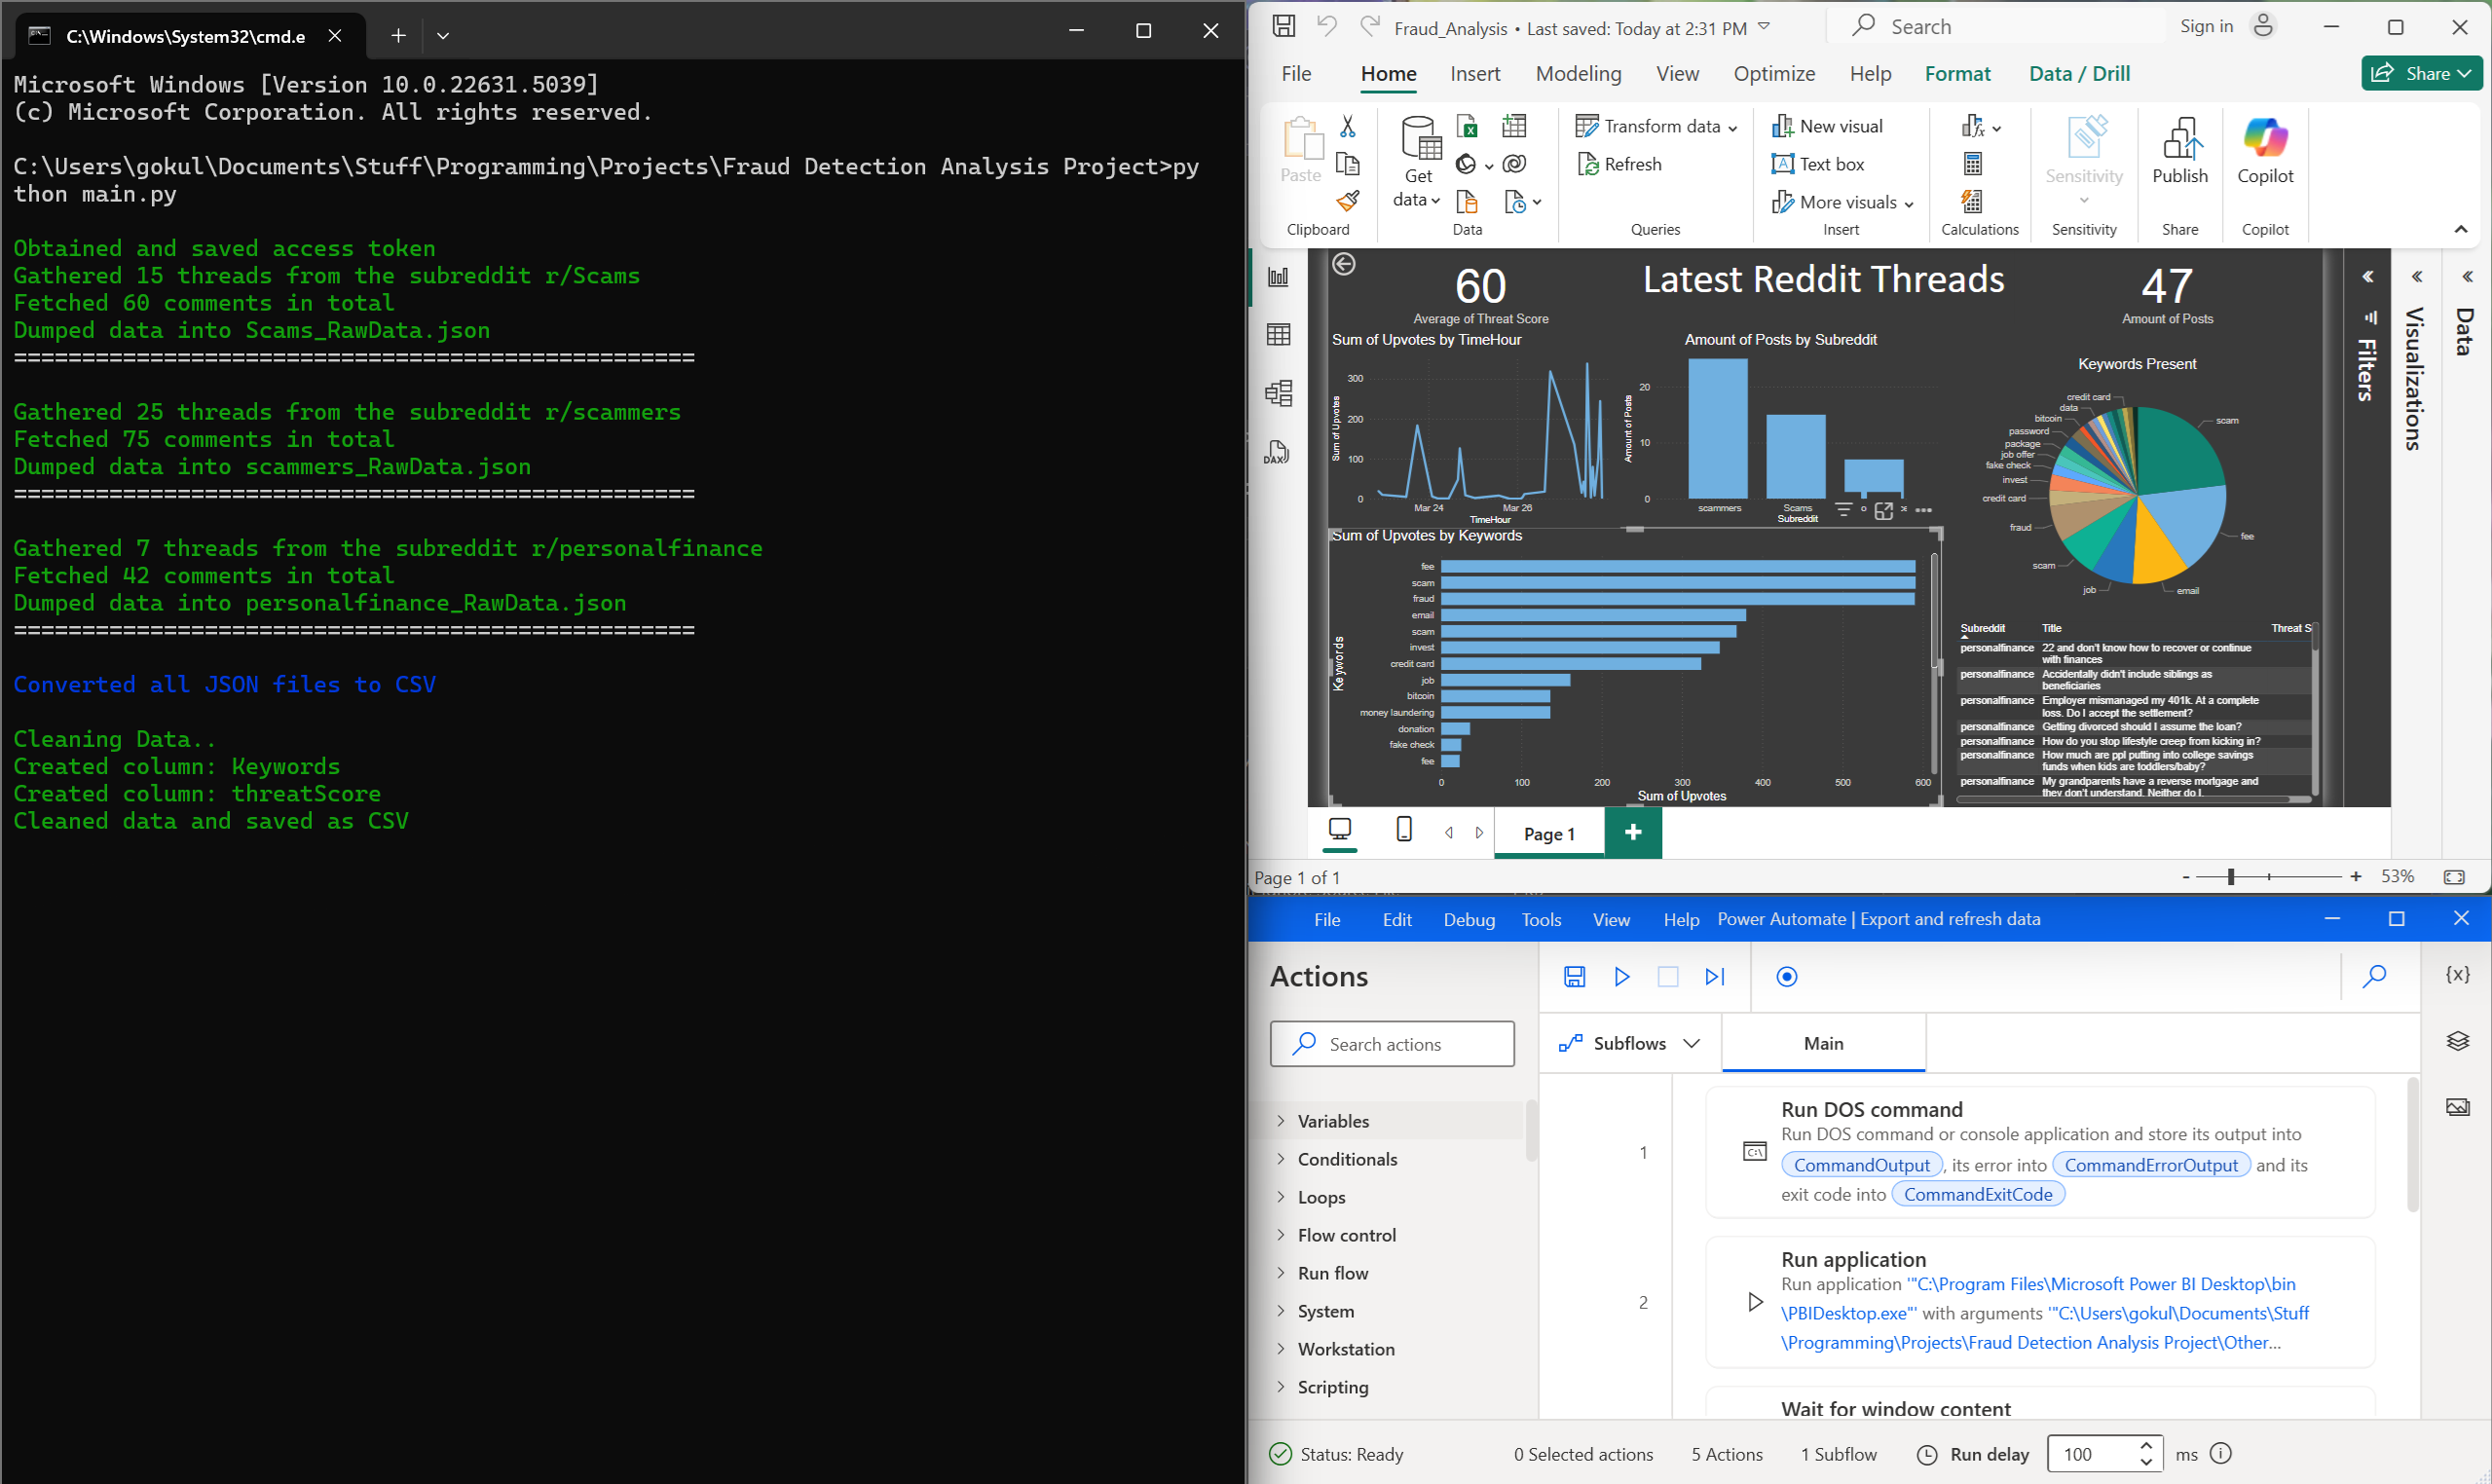 C:\Windows\System32\cmd.e
Microsoft Windows [Version 10.0.22631.5039]
(c) Microsoft Corporation. All rights reserved.
C:\Users\gokul\Documents\Stuff\Programming\Projects\Fraud Detection Analysis Project>py
thon main.py
Obtained and saved access token
Gathered 15 threads from the subreddit r/Scams
Fetched 60 comments in total
Dumped data into Scams_RawData.json
==================================================
Gathered 25 threads from the subreddit r/scammers
Fetched 75 comments in total
Dumped data into scammers_RawData.json
==================================================
Gathered 7 threads from the subreddit r/personalfinance
Fetched 42 comments in total
Dumped data into personalfinance_RawData.json
==================================================
Converted all JSON files to CSV
Cleaning Data..
Created column: Keywords
Created column: threatScore
Cleaned data and saved as CSV
Fraud_Analysis • Last saved: Today at 2:31 PM
Search
Sign in
File
Home
Insert
Modeling
View
Optimize
Help
Format
Data / Drill
Share
Paste
Get
data
Transform data
Refresh
New visual
Text box
More visuals
Sensitivity
Publish
Copilot
Clipboard
Data
Queries
Insert
Calculations
Sensitivity
Share
Copilot
DAX
60
Average of Threat Score
Latest Reddit Threads
47
Amount of Posts
Sum of Upvotes by TimeHour
Sum of Upvotes
300
200
100
0
Mar 24
Mar 26
TimeHour
Amount of Posts by Subreddit
Amount of Posts
20
10
0
scammers
Scams
Subreddit
Keywords Present
credit card
data
bitcoin
password
package
job offer
fake check
invest
credit card
fraud
scam
job
email
fee
scam
Sum of Upvotes by Keywords
Keywords
fee
scam
fraud
email
scam
invest
credit card
job
bitcoin
money laundering
donation
fake check
fee
0
100
200
300
400
500
600
Sum of Upvotes
Subreddit Title Threat S
personalfinance 22 and don't know how to recover or continue
with finances
personalfinance Accidentally didn't include siblings as
beneficiaries
personalfinance Employer mismanaged my 401k. At a complete
loss. Do I accept the settlement?
personalfinance Getting divorced should I assume the loan?
personalfinance How do you stop lifestyle creep from kicking in?
personalfinance How much are ppl putting into college savings
funds when kids are toddlers/baby?
personalfinance My grandparents have a reverse mortgage and
they don't understand. Neither do I.
Filters
Visualizations
Data
Page 1
Page 1 of 1
53%
File
Edit
Debug
Tools
View
Help
Power Automate | Export and refresh data
Actions
Search actions
Variables
Conditionals
Loops
Flow control
Run flow
System
Workstation
Scripting
{x}
Subflows
Main
1
Run DOS command
Run DOS command or console application and store its output into
CommandOutput , its error into CommandErrorOutput and its
exit code into CommandExitCode
2
Run application
Run application '"C:\Program Files\Microsoft Power BI Desktop\bin
\PBIDesktop.exe"' with arguments '"C:\Users\gokul\Documents\Stuff
\Programming\Projects\Fraud Detection Analysis Project\Other...
Wait for window content
Status: Ready
0 Selected actions
5 Actions
1 Subflow
Run delay
100
ms